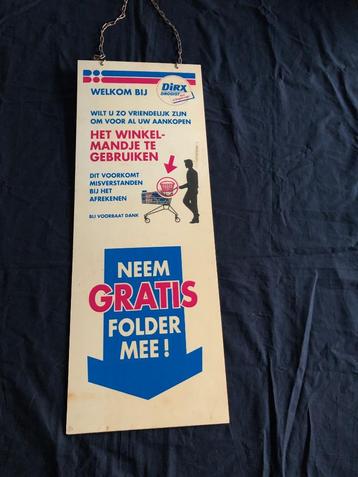 WELKOM BIJ
DiRX
DROGIST
WILT U ZO VRIENDELIJK ZIJN
OM VOOR AL UW AANKOPEN
HET WINKEL-
MANDJE TE
GEBRUIKEN
DIT VOORKOMT
MISVERSTANDEN
BIJ HET
AFREKENEN
BIJ VOORBAAT DANK
NEEM
GRATIS
FOLDER
MEE!